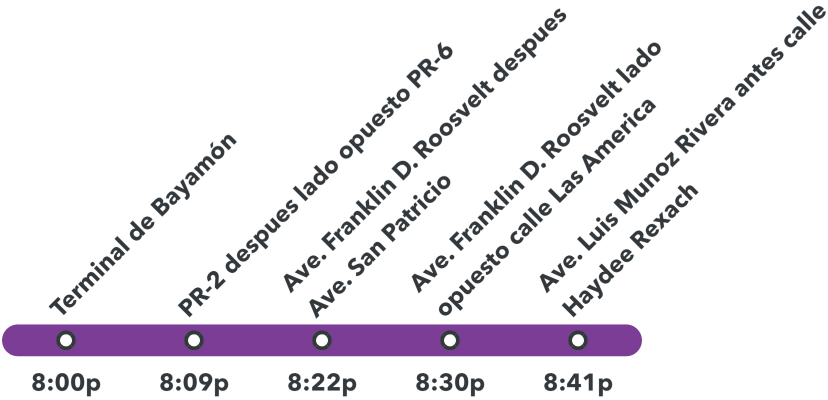 Terminal de Bayamón
PR-2 despues lado opuesto PR-6
Ave. Franklin D. Roosvelt despues
Ave. San Patricio
Ave. Franklin D. Roosvelt lado
opuesto calle Las America
Ave. Luis Munoz Rivera antes calle
Haydee Rexach
8:00p
8:09p
8:22p
8:30p
8:41p